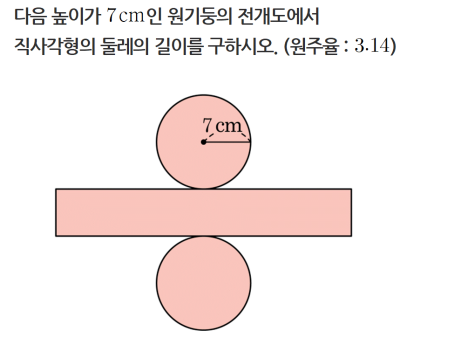 다음 높이가 7cm인 원기둥의 전개도에서
직사각형의 둘레의 길이를 구하시오. (원주율 : 3.14)
7 cm